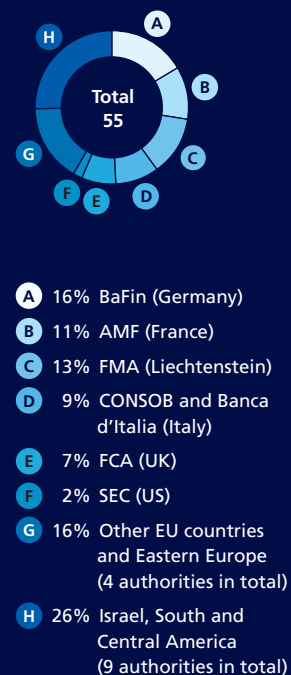 A
B
C
D
E
F
G
H
Total
55
A 16% BaFin (Germany)
B 11% AMF (France)
C 13% FMA (Liechtenstein)
D 9% CONSOB and Banca
d’Italia (Italy)
E 7% FCA (UK)
F 2% SEC (US)
G 16% Other EU countries
and Eastern Europe
(4 authorities in total)
H 26% Israel, South and
Central America
(9 authorities in total)